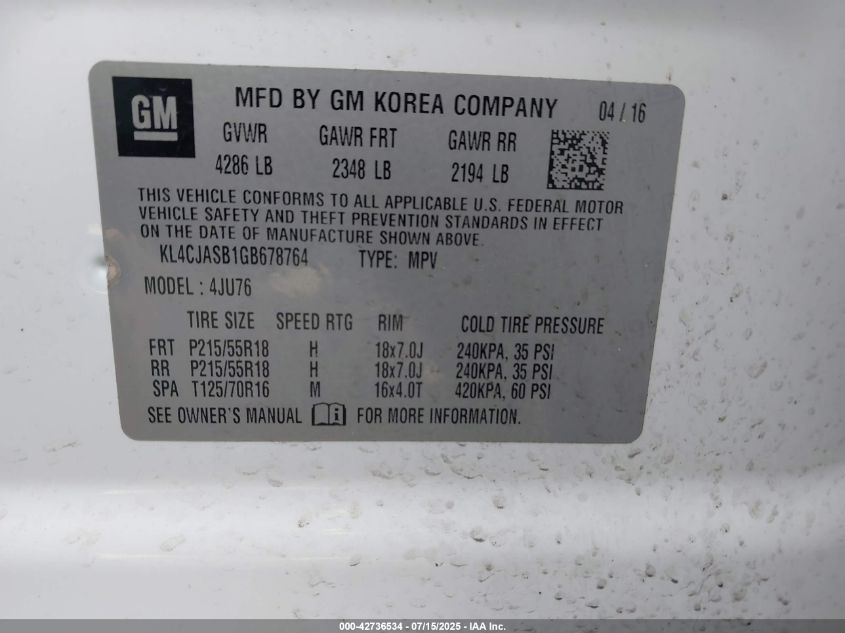 GM
MFD BY GM KOREA COMPANY 04 / 16
GVWR GAWR FRT GAWR RR
4286 LB 2348 LB 2194 LB
THIS VEHICLE CONFORMS TO ALL APPLICABLE U.S. FEDERAL MOTOR
VEHICLE SAFETY AND THEFT PREVENTION STANDARDS IN EFFECT
ON THE DATE OF MANUFACTURE SHOWN ABOVE.
KL4CJASB1GB678764 TYPE: MPV
MODEL : 4JU76
TIRE SIZE SPEED RTG RIM COLD TIRE PRESSURE
FRT P215/55R18 H 18x7.0J 240KPA, 35 PSI
RR P215/55R18 H 18x7.0J 240KPA, 35 PSI
SPA T125/70R16 M 16x4.0T 420KPA, 60 PSI
SEE OWNER'S MANUAL FOR MORE INFORMATION.
000-42736534 - 07/15/2025 - IAA Inc.